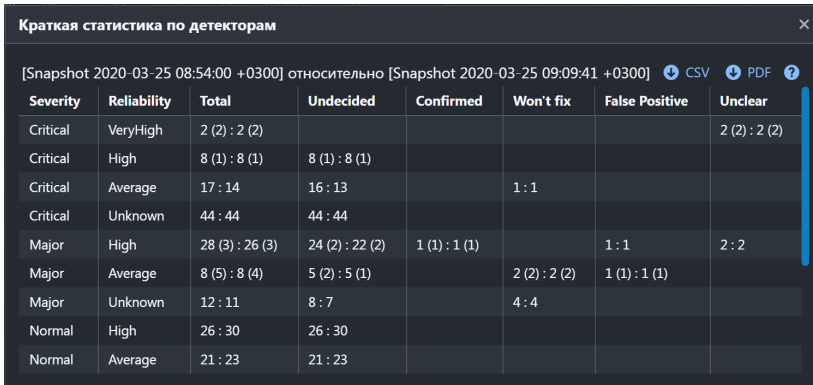 Краткая статистика по детекторам ×
[Snapshot 2020-03-25 08:54:00 +0300] относительно [Snapshot 2020-03-25 09:09:41 +0300] CSV PDF ?
Severity Reliability Total Undecided Confirmed Won't fix False Positive Unclear
Critical VeryHigh 2 (2) : 2 (2) 2 (2) : 2 (2)
Critical High 8 (1) : 8 (1) 8 (1) : 8 (1)
Critical Average 17 : 14 16 : 13 1 : 1
Critical Unknown 44 : 44 44 : 44
Major High 28 (3) : 26 (3) 24 (2) : 22 (2) 1 (1) : 1 (1) 1 : 1 2 : 2
Major Average 8 (5) : 8 (4) 5 (2) : 5 (1) 2 (2) : 2 (2) 1 (1) : 1 (1)
Major Unknown 12 : 11 8 : 7 4 : 4
Normal High 26 : 30 26 : 30
Normal Average 21 : 23 21 : 23